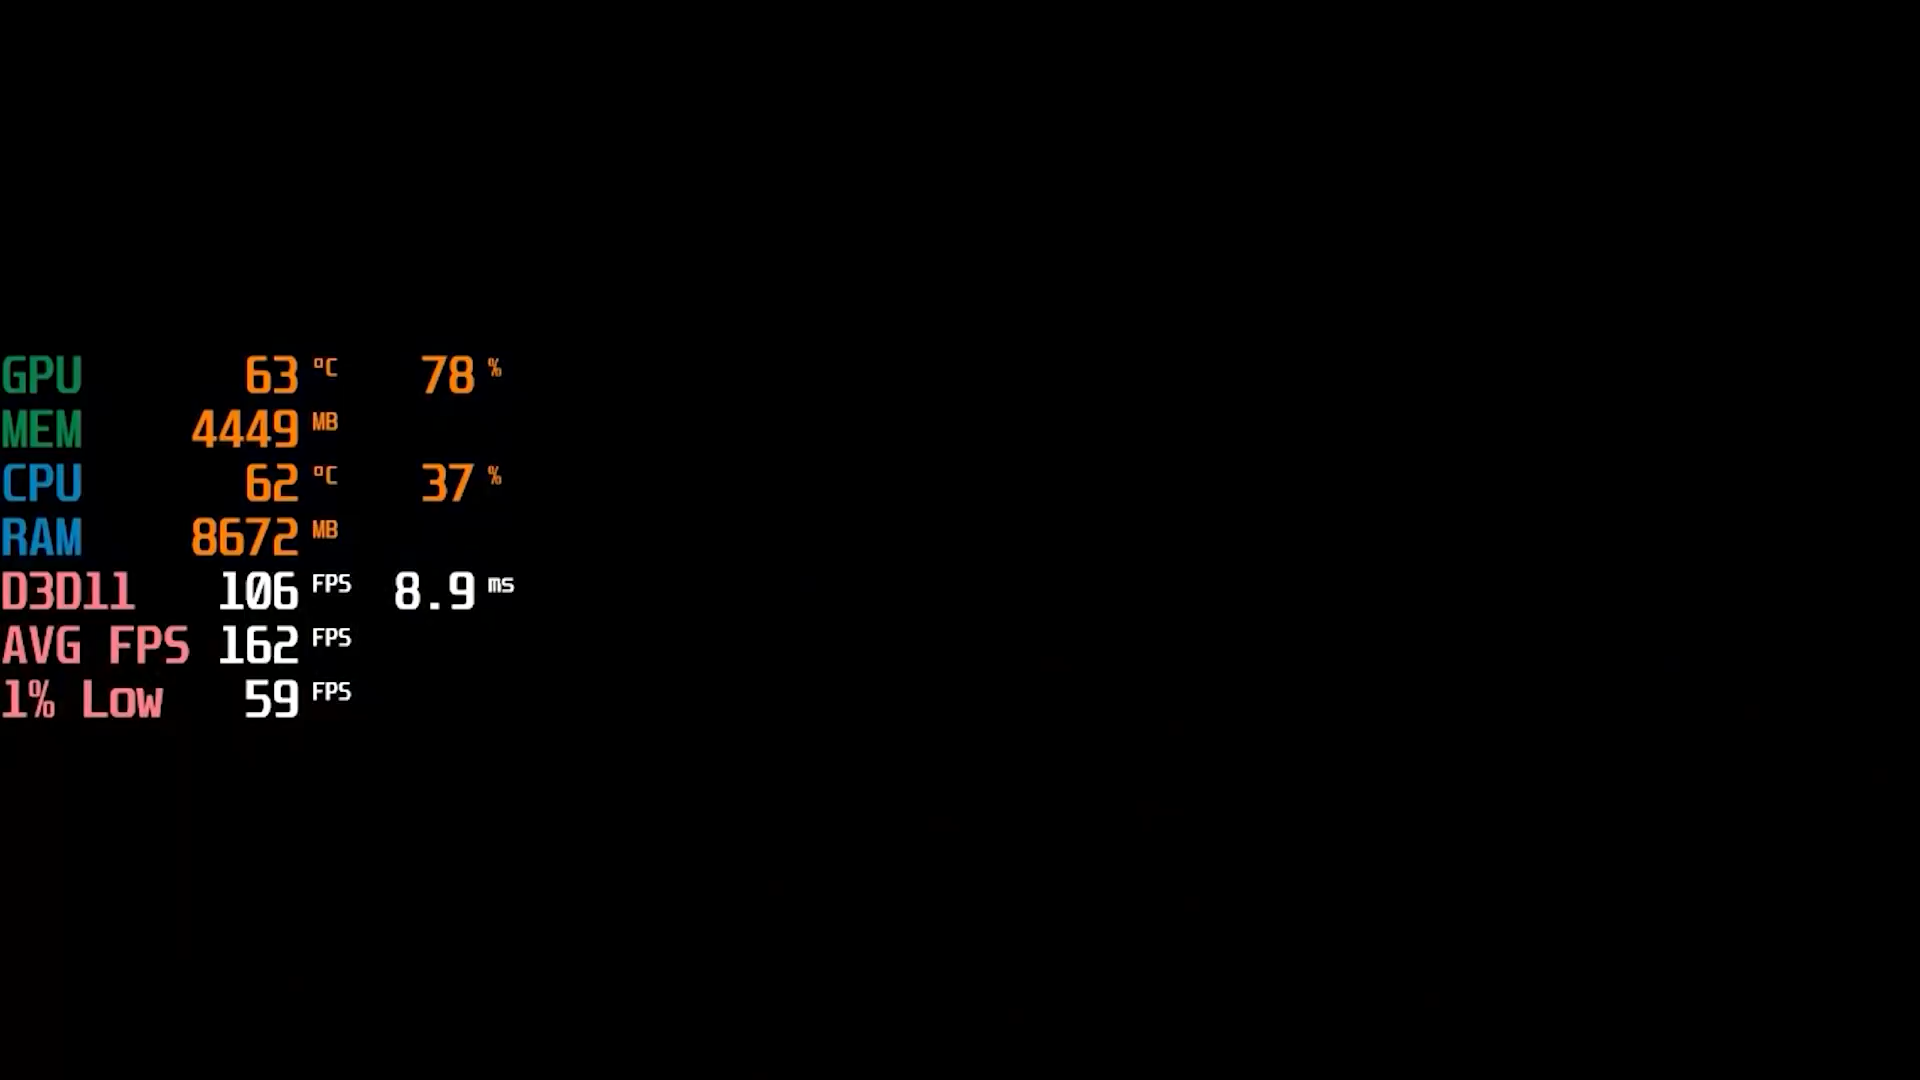 GPU 63 °C 78 %
MEM 4449 MB
CPU 62 °C 37 %
RAM 8672 MB
D3D11 106 FPS 8.9 ms
AVG FPS 162 FPS
1% Low 59 FPS